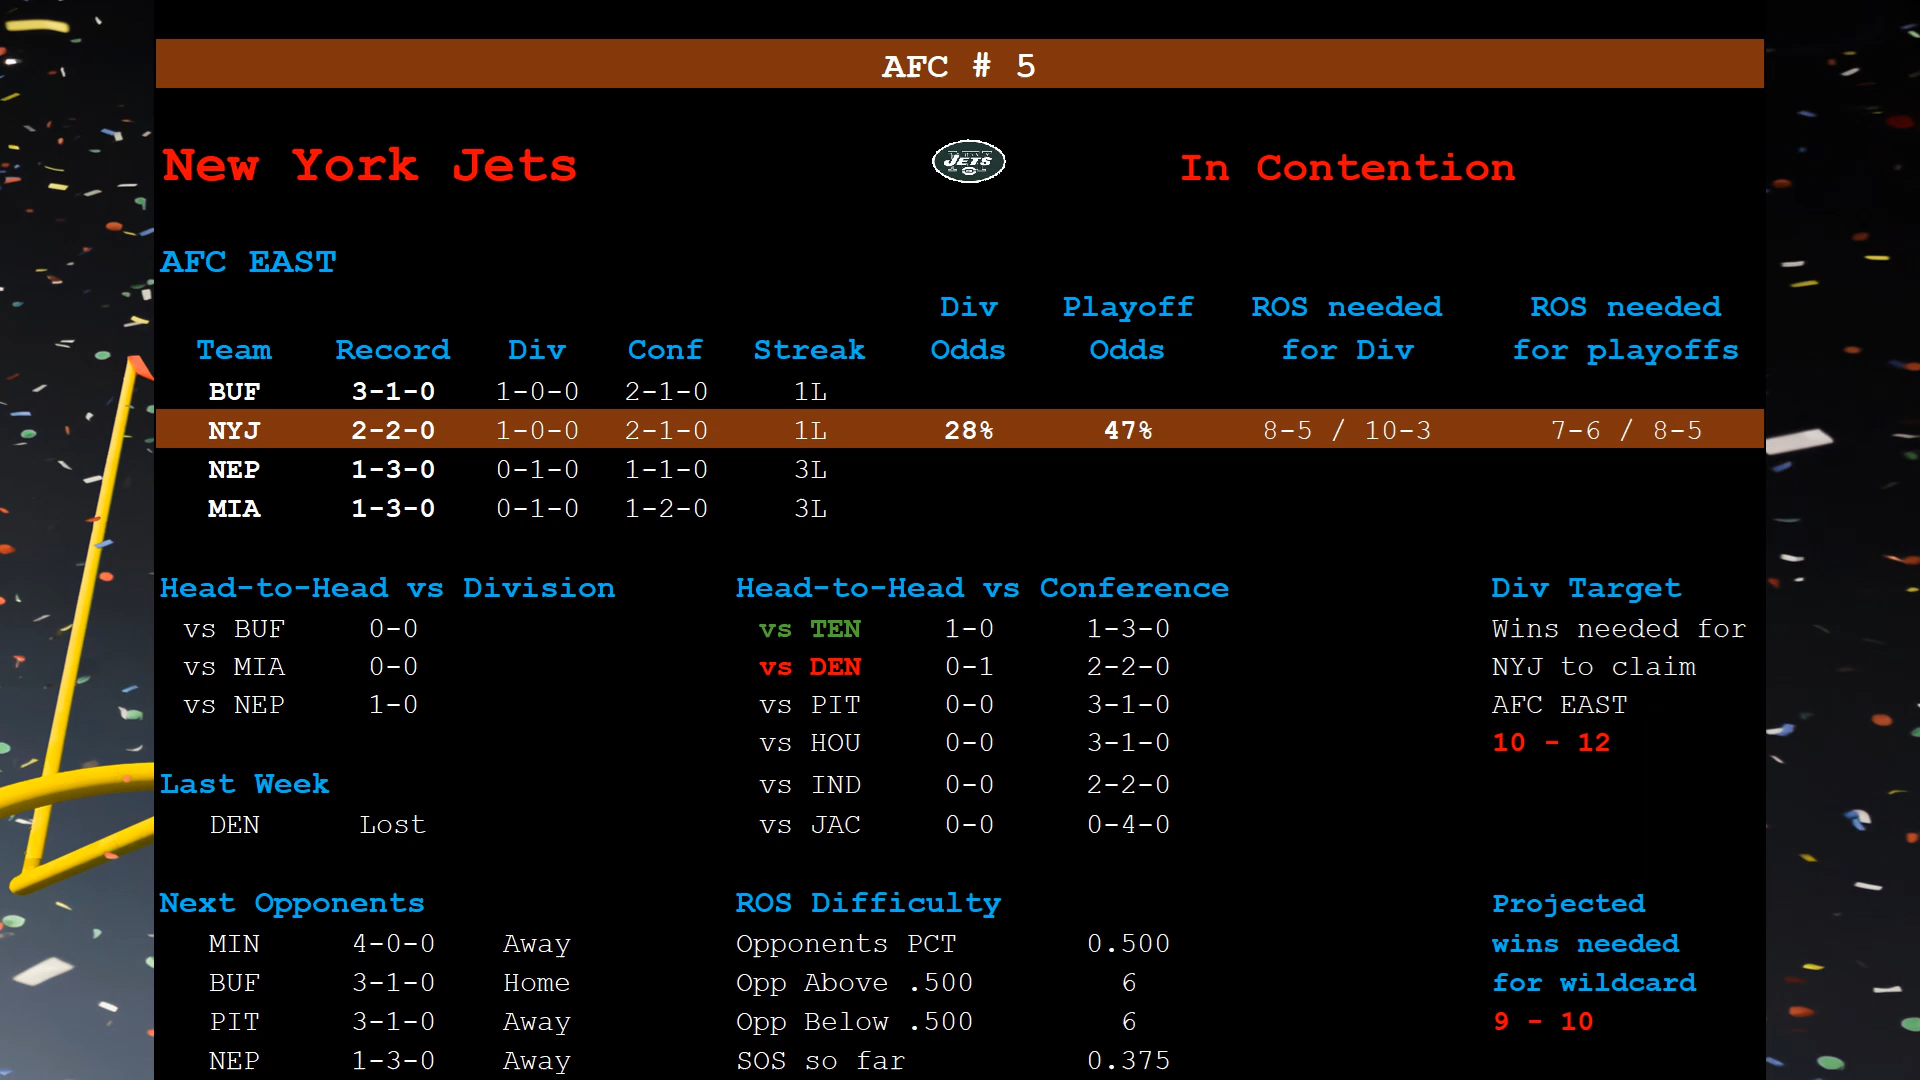 AFC # 5
New York Jets JETS In Contention
AFC EAST
Div Playoff ROS needed ROS needed
Team Record Div Conf Streak Odds Odds for Div for playoffs
BUF 3-1-0 1-0-0 2-1-0 1L
NYJ 2-2-0 1-0-0 2-1-0 1L 28% 47% 8-5 / 10-3 7-6 / 8-5
NEP 1-3-0 0-1-0 1-1-0 3L
MIA 1-3-0 0-1-0 1-2-0 3L
Head-to-Head vs Division Head-to-Head vs Conference Div Target
vs BUF 0-0 vs TEN 1-0 1-3-0 Wins needed for
vs MIA 0-0 vs DEN 0-1 2-2-0 NYJ to claim
vs NEP 1-0 vs PIT 0-0 3-1-0 AFC EAST
vs HOU 0-0 3-1-0 10 - 12
Last Week vs IND 0-0 2-2-0
DEN Lost vs JAC 0-0 0-4-0
Next Opponents ROS Difficulty Projected
MIN 4-0-0 Away Opponents PCT 0.500 wins needed
BUF 3-1-0 Home Opp Above .500 6 for wildcard
PIT 3-1-0 Away Opp Below .500 6 9 - 10
NEP 1-3-0 Away SOS so far 0.375